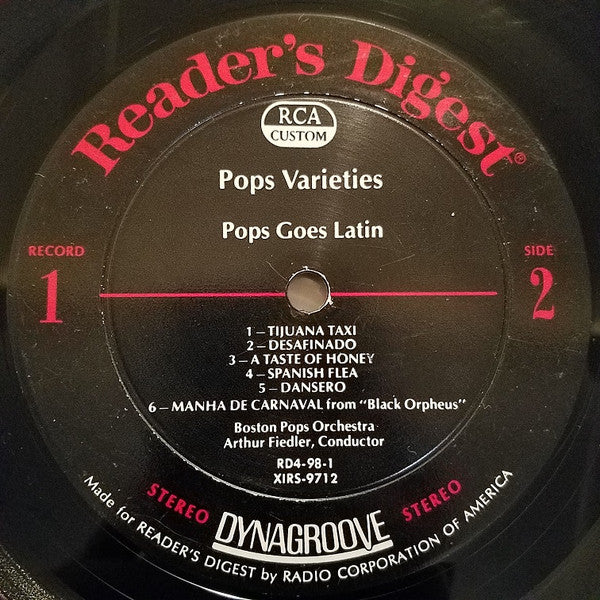 Reader's Digest®
RCA
CUSTOM
Pops Varieties
Pops Goes Latin
RECORD
1
SIDE
2
1 – TIJUANA TAXI
2 – DESAFINADO
3 – A TASTE OF HONEY
4 – SPANISH FLEA
5 – DANSERO
6 – MANHA DE CARNAVAL from "Black Orpheus"
Boston Pops Orchestra
Arthur Fiedler, Conductor
RD4-98-1
XIRS-9712
STEREO
DYNAGROOVE
STEREO
Made for READER'S DIGEST by RADIO CORPORATION OF AMERICA